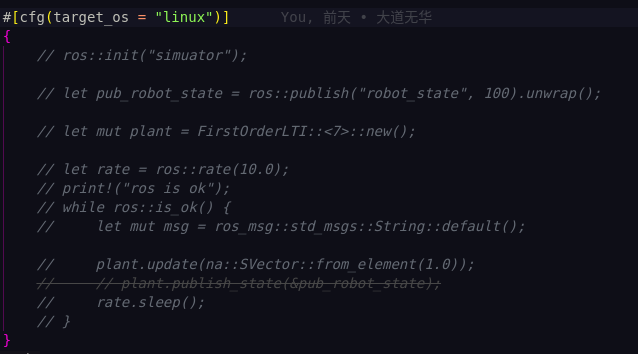 #[cfg(target_os = "linux")] You, 前天 • 大道无华
{
// ros::init("simuator");
// let pub_robot_state = ros::publish("robot_state", 100).unwrap();
// let mut plant = FirstOrderLTI::<7>::new();
// let rate = ros::rate(10.0);
// print!("ros is ok");
// while ros::is_ok() {
//     let mut msg = ros_msg::std_msgs::String::default();
//     plant.update(na::SVector::from_element(1.0));
//     // plant.publish_state(&pub_robot_state);
//     rate.sleep();
// }
}